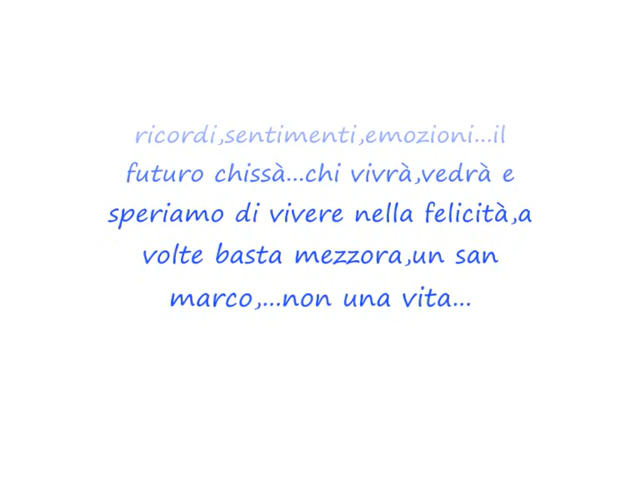 ricordi,sentimenti,emozioni...il
futuro chissà...chi vivrà,vedrà e
speriamo di vivere nella felicità,a
volte basta mezzora,un san
marco,...non una vita...